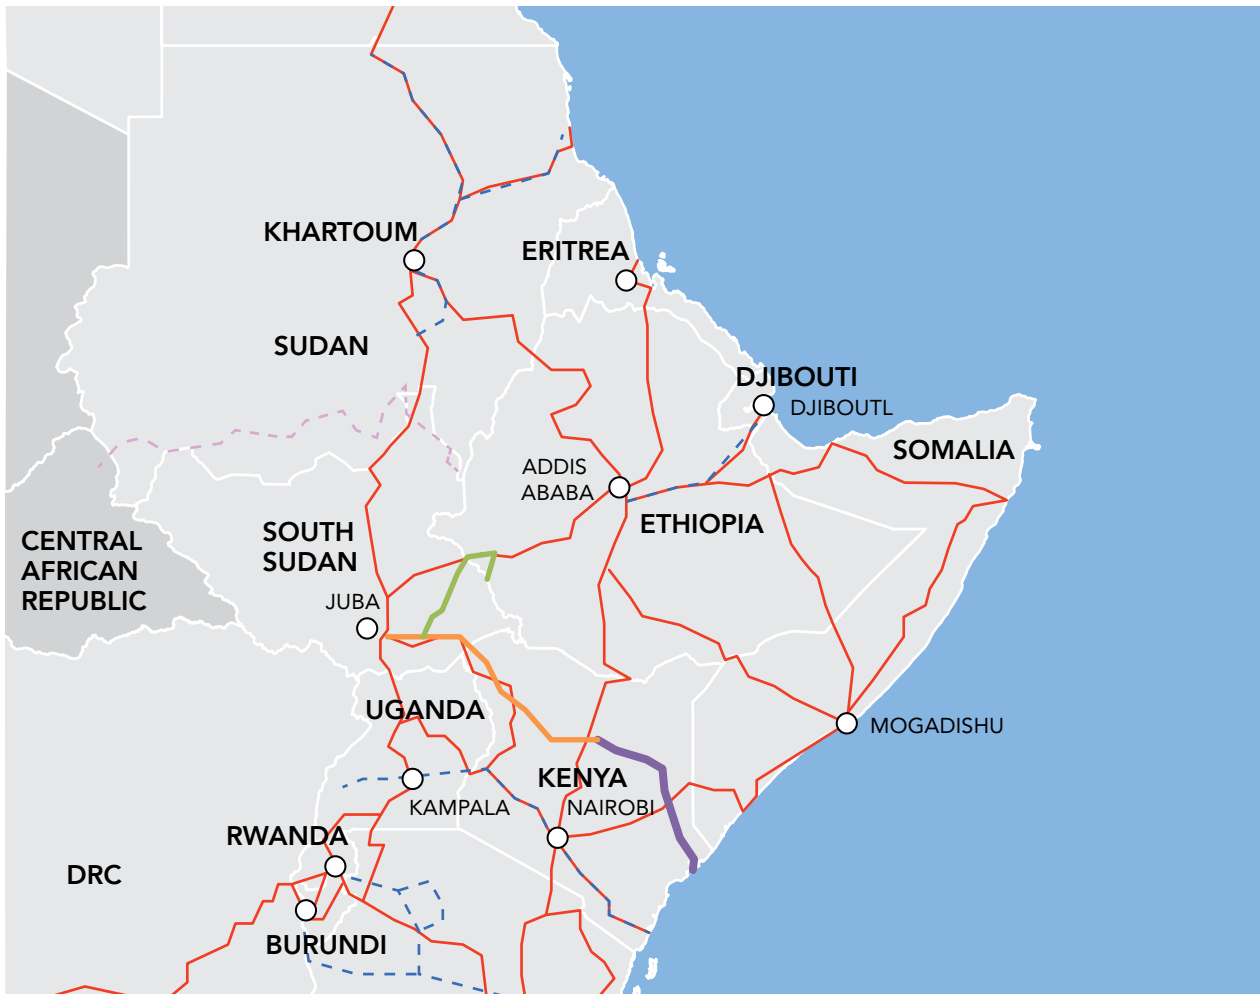 KHARTOUM
ERITREA
SUDAN
DJIBOUTI
DJIBOUTL
SOMALIA
ADDIS
ABABA
ETHIOPIA
SOUTH
SUDAN
CENTRAL
AFRICAN
REPUBLIC
JUBA
UGANDA
MOGADISHU
KENYA
NAIROBI
KAMPALA
RWANDA
DRC
BURUNDI